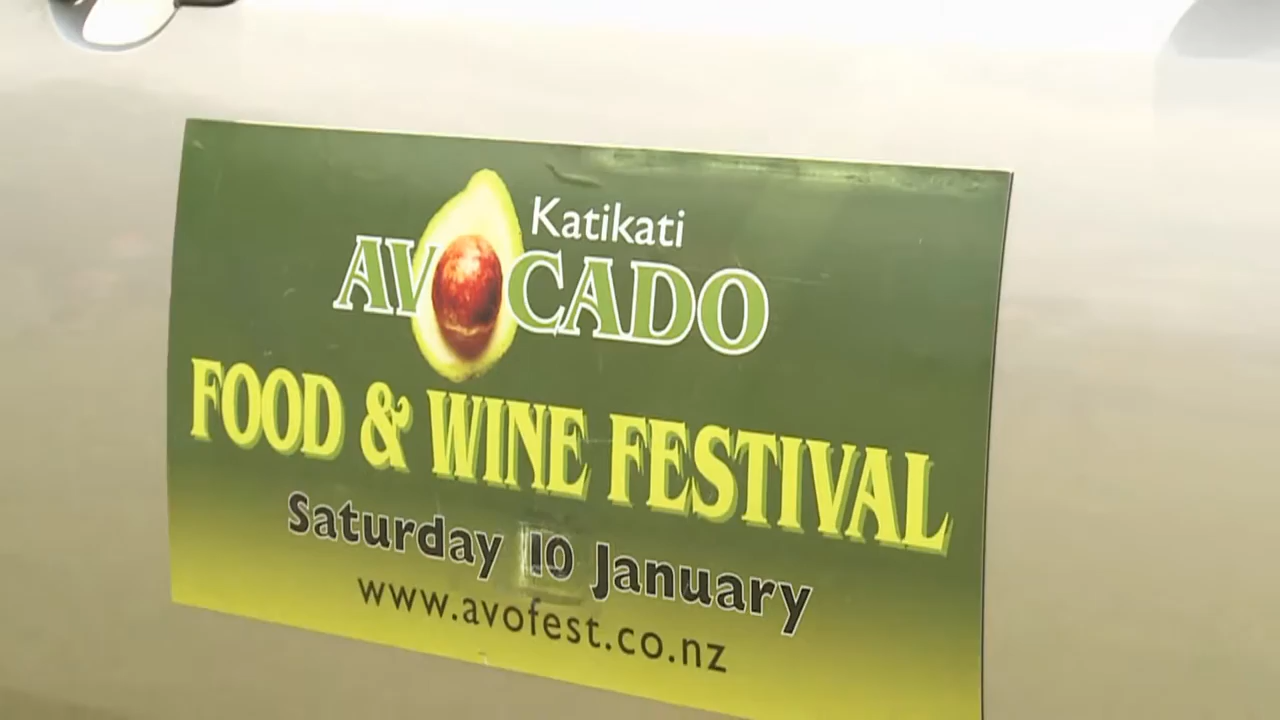 Katikati
AVOCADO
FOOD & WINE FESTIVAL
Saturday 10 January
www.avofest.co.nz